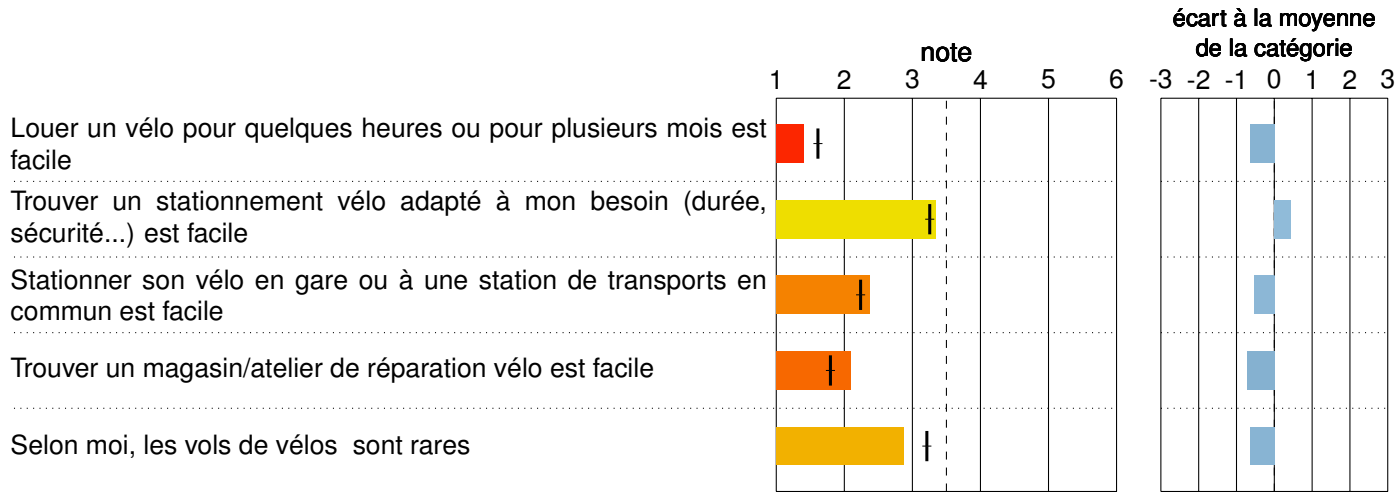 écart à la moyenne
note de la catégorie
1 2 3 4 5 6 -3 -2 -1 0 1 2 3
Louer un vélo pour quelques heures ou pour plusieurs mois est
facile
Trouver un stationnement vélo adapté à mon besoin (durée,
sécurité...) est facile
Stationner son vélo en gare ou à une station de transports en
commun est facile
Trouver un magasin/atelier de réparation vélo est facile
Selon moi, les vols de vélos sont rares